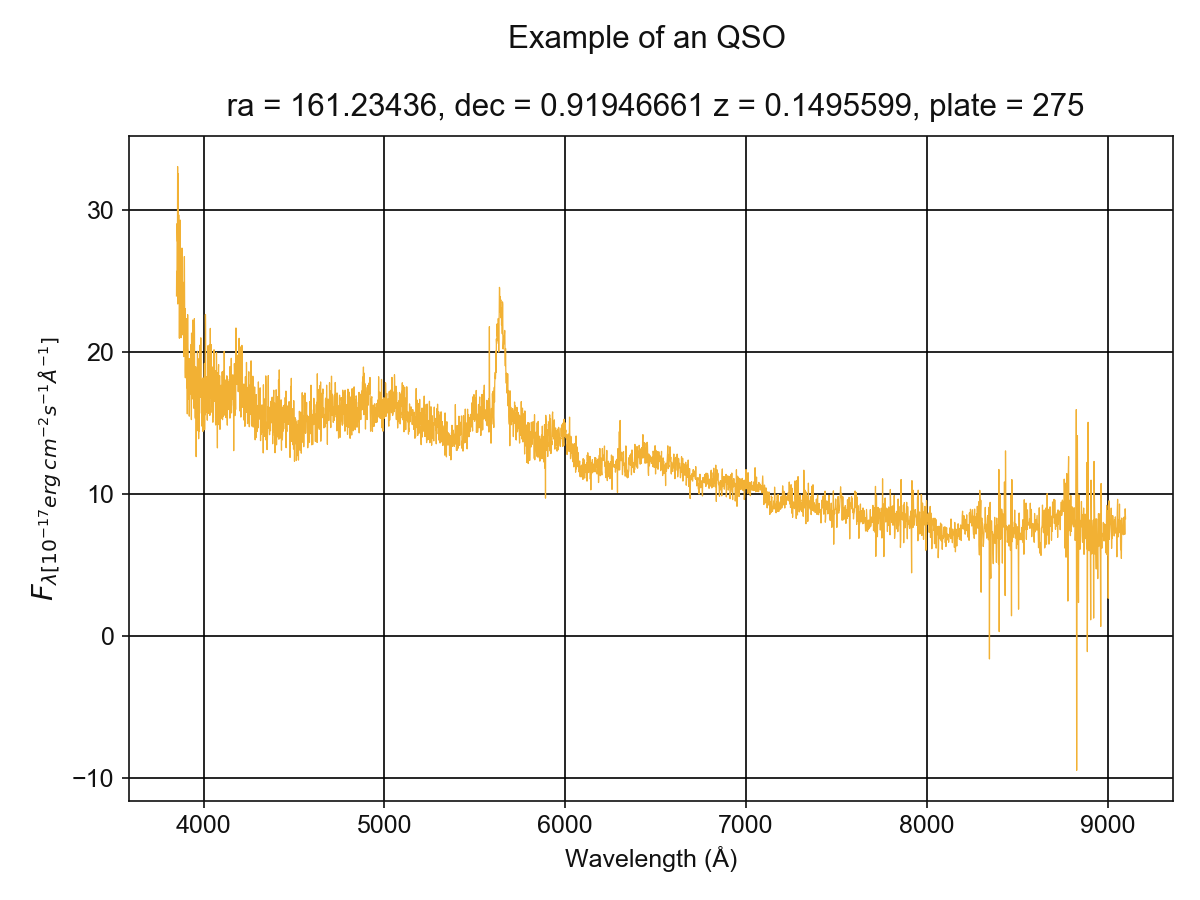 Example of an QSO
ra = 161.23436, dec = 0.91946661 z = 0.1495599, plate = 275
30
20
10
0
−10
F_{λ[10^{−17}erg cm^{−2}s^{−1}Å^{−1}]}
4000 5000 6000 7000 8000 9000
Wavelength (Å)